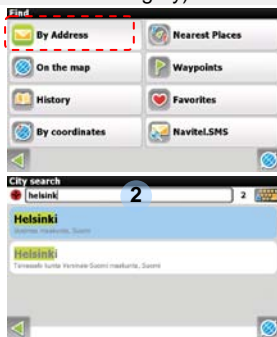 Find
By Address
Nearest Places
On the map
Waypoints
History
Favorites
By coordinates
Navitel.SMS
City search
helsink
2
2
Helsinki
Helsinki